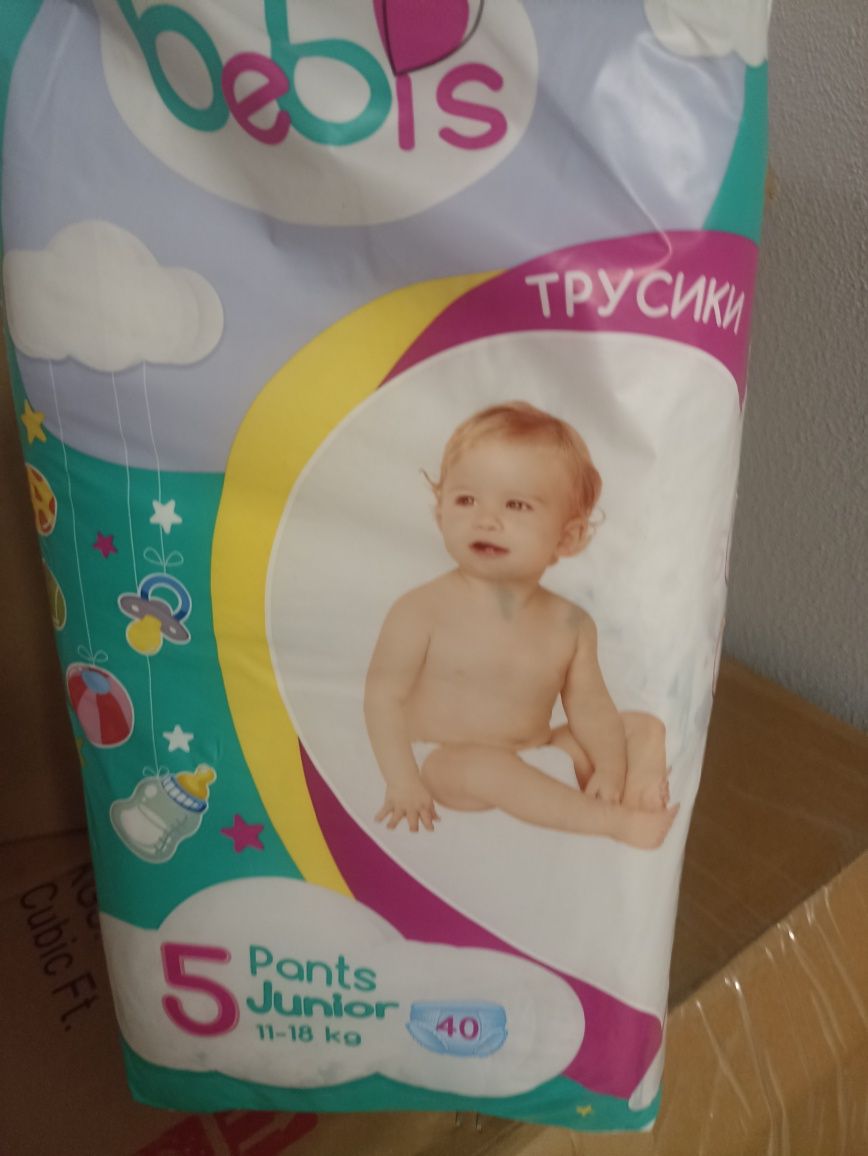 bebis
ТРУСИКИ
5
Pants
Junior
11-18 kg
40
Cubic Ft.